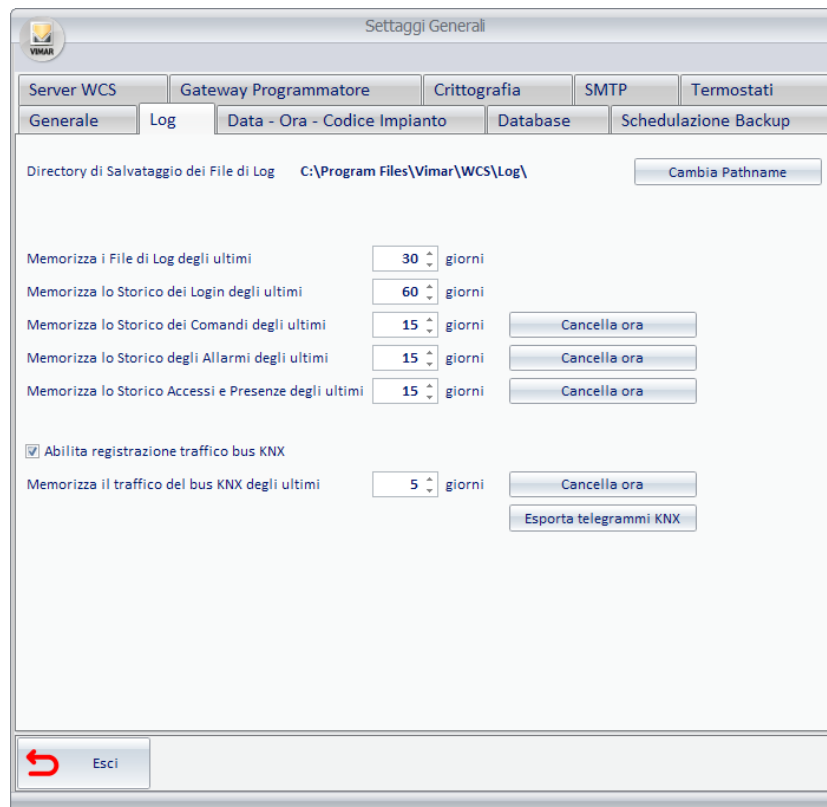 Settaggi Generali
VIMAR
Server WCS Gateway Programmatore Crittografia SMTP Termostati
Generale Log Data - Ora - Codice Impianto Database Schedulazione Backup
Directory di Salvataggio dei File di Log C:\Program Files\Vimar\WCS\Log\ Cambia Pathname
Memorizza i File di Log degli ultimi 30 giorni
Memorizza lo Storico dei Login degli ultimi 60 giorni
Memorizza lo Storico dei Comandi degli ultimi 15 giorni Cancella ora
Memorizza lo Storico degli Allarmi degli ultimi 15 giorni Cancella ora
Memorizza lo Storico Accessi e Presenze degli ultimi 15 giorni Cancella ora
Abilita registrazione traffico bus KNX
Memorizza il traffico del bus KNX degli ultimi 5 giorni Cancella ora
Esporta telegrammi KNX
Esci